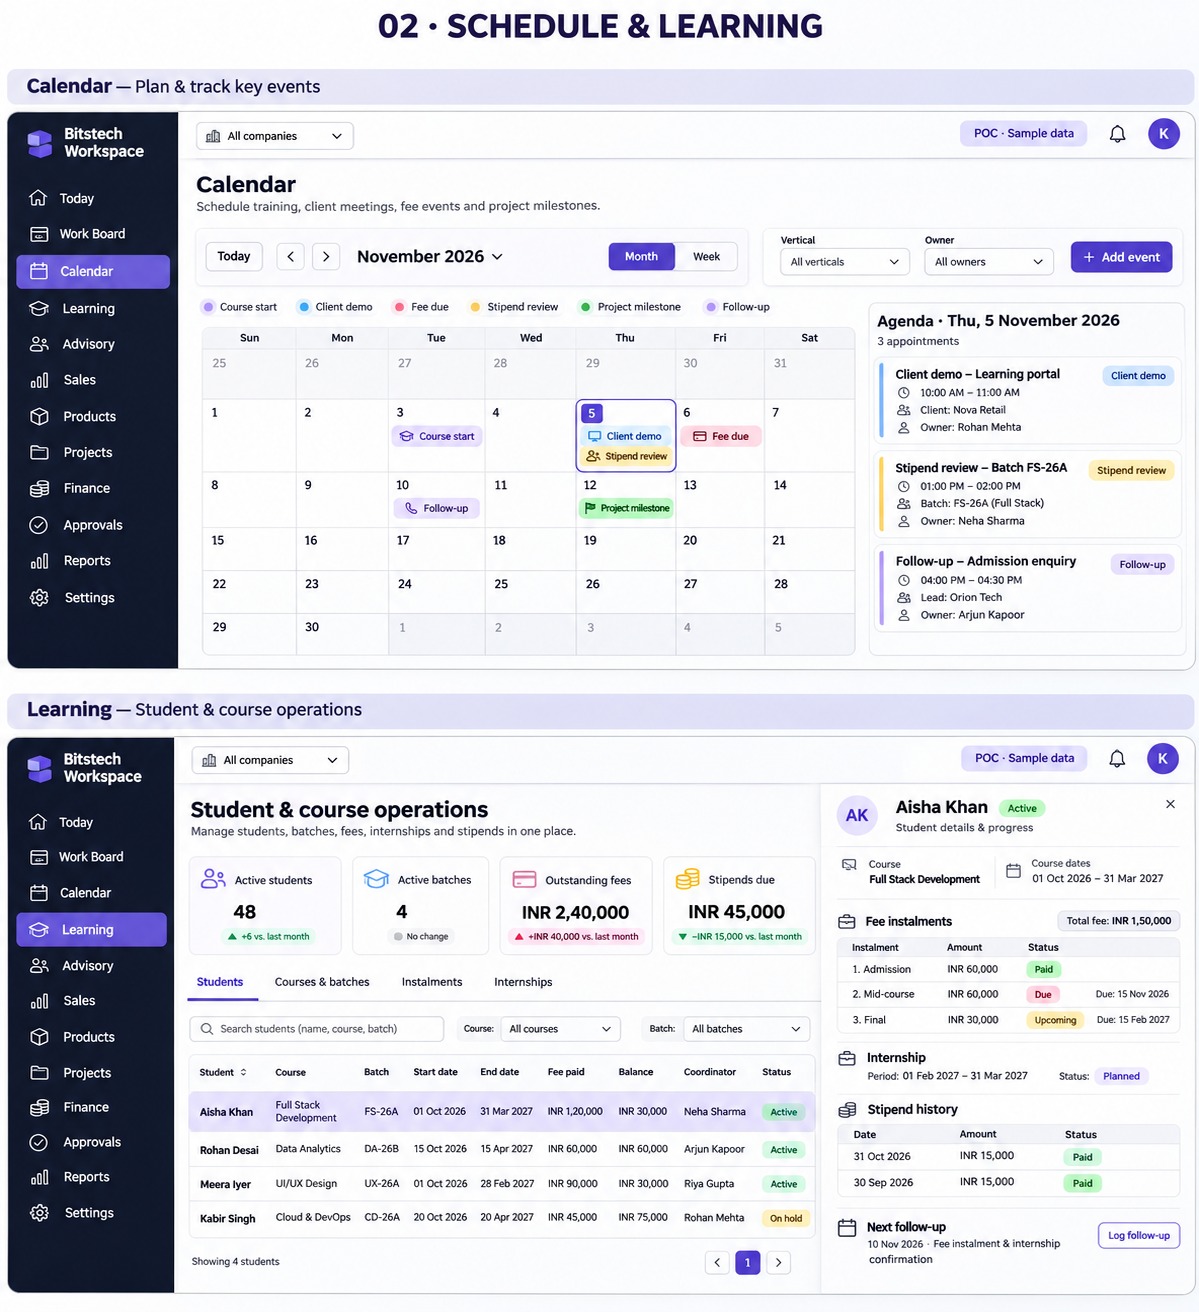 02 · SCHEDULE & LEARNING
Calendar — Plan & track key events
Bitstech
Workspace
All companies
POC · Sample data
K
Today
Work Board
Calendar
Learning
Advisory
Sales
Products
Projects
Finance
Approvals
Reports
Settings
Calendar
Schedule training, client meetings, fee events and project milestones.
Today
November 2026
Month
Week
Vertical
All verticals
Owner
All owners
+ Add event
Course start
Client demo
Fee due
Stipend review
Project milestone
Follow-up
Sun Mon Tue Wed Thu Fri Sat
25 26 27 28 29 30 31
1 2 3 4 5 6 7
Course start
Client demo
Fee due
Stipend review
8 9 10 11 12 13 14
Follow-up
Project milestone
15 16 17 18 19 20 21
22 23 24 25 26 27 28
29 30 1 2 3 4 5
Agenda · Thu, 5 November 2026
3 appointments
Client demo – Learning portal
Client demo
10:00 AM – 11:00 AM
Client: Nova Retail
Owner: Rohan Mehta
Stipend review – Batch FS-26A
Stipend review
01:00 PM – 02:00 PM
Batch: FS-26A (Full Stack)
Owner: Neha Sharma
Follow-up – Admission enquiry
Follow-up
04:00 PM – 04:30 PM
Lead: Orion Tech
Owner: Arjun Kapoor
Learning — Student & course operations
Bitstech
Workspace
All companies
POC · Sample data
K
Today
Work Board
Calendar
Learning
Advisory
Sales
Products
Projects
Finance
Approvals
Reports
Settings
Student & course operations
Manage students, batches, fees, internships and stipends in one place.
Active students
48
+6 vs. last month
Active batches
4
No change
Outstanding fees
INR 2,40,000
+INR 40,000 vs. last month
Stipends due
INR 45,000
−INR 15,000 vs. last month
Students
Courses & batches
Instalments
Internships
Search students (name, course, batch)
Course: All courses
Batch: All batches
Student Course Batch Start date End date Fee paid Balance Coordinator Status
Aisha Khan Full Stack Development FS-26A 01 Oct 2026 31 Mar 2027 INR 1,20,000 INR 30,000 Neha Sharma Active
Rohan Desai Data Analytics DA-26B 15 Oct 2026 15 Apr 2027 INR 60,000 INR 60,000 Arjun Kapoor Active
Meera Iyer UI/UX Design UX-26A 01 Oct 2026 28 Feb 2027 INR 90,000 INR 30,000 Riya Gupta Active
Kabir Singh Cloud & DevOps CD-26A 20 Oct 2026 20 Apr 2027 INR 45,000 INR 75,000 Rohan Mehta On hold
Showing 4 students
1
AK
Aisha Khan
Active
Student details & progress
Course
Full Stack Development
Course dates
01 Oct 2026 – 31 Mar 2027
Fee instalments
Total fee: INR 1,50,000
Instalment Amount Status
1. Admission INR 60,000 Paid
2. Mid-course INR 60,000 Due Due: 15 Nov 2026
3. Final INR 30,000 Upcoming Due: 15 Feb 2027
Internship
Period: 01 Feb 2027 – 31 Mar 2027
Status: Planned
Stipend history
Date Amount Status
31 Oct 2026 INR 15,000 Paid
30 Sep 2026 INR 15,000 Paid
Next follow-up
10 Nov 2026 · Fee instalment & internship
confirmation
Log follow-up